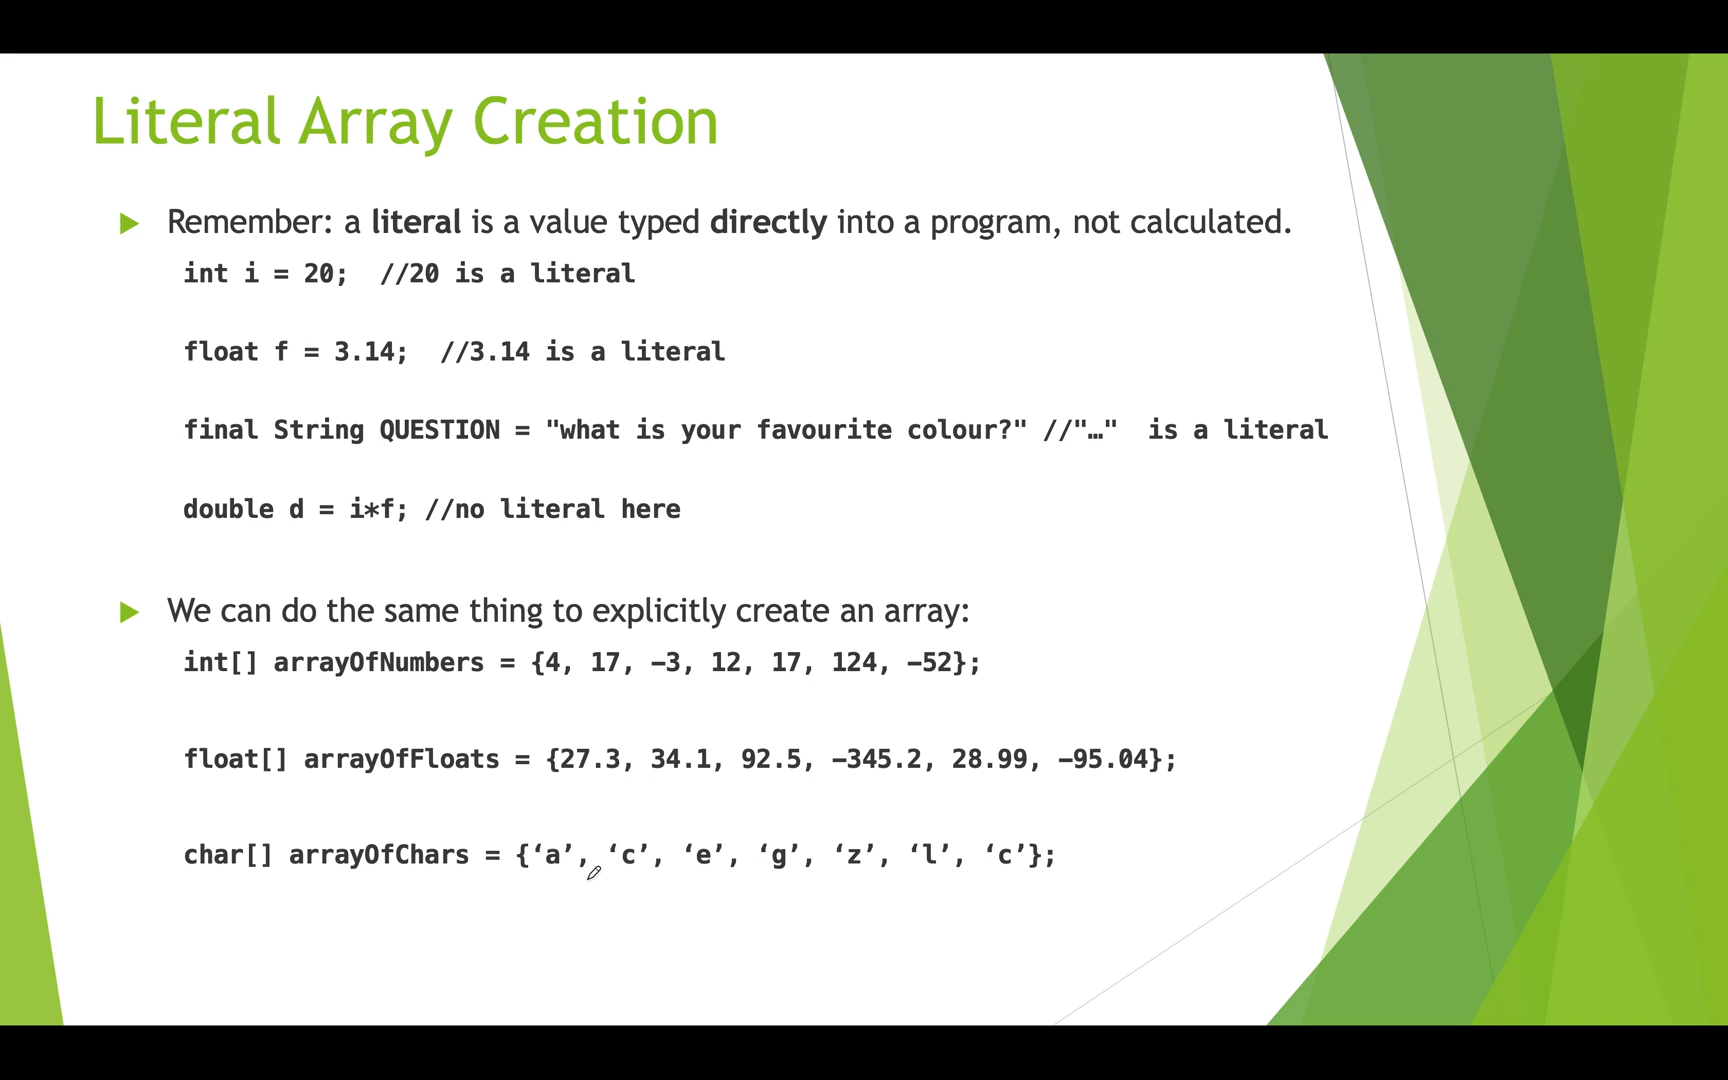 Literal Array Creation
Remember: a literal is a value typed directly into a program, not calculated.
int i = 20;  //20 is a literal
float f = 3.14;  //3.14 is a literal
final String QUESTION = "what is your favourite colour?" //"…"  is a literal
double d = i*f; //no literal here
We can do the same thing to explicitly create an array:
int[] arrayOfNumbers = {4, 17, -3, 12, 17, 124, -52};
float[] arrayOfFloats = {27.3, 34.1, 92.5, -345.2, 28.99, -95.04};
char[] arrayOfChars = {‘a’, ‘c’, ‘e’, ‘g’, ‘z’, ‘l’, ‘c’};